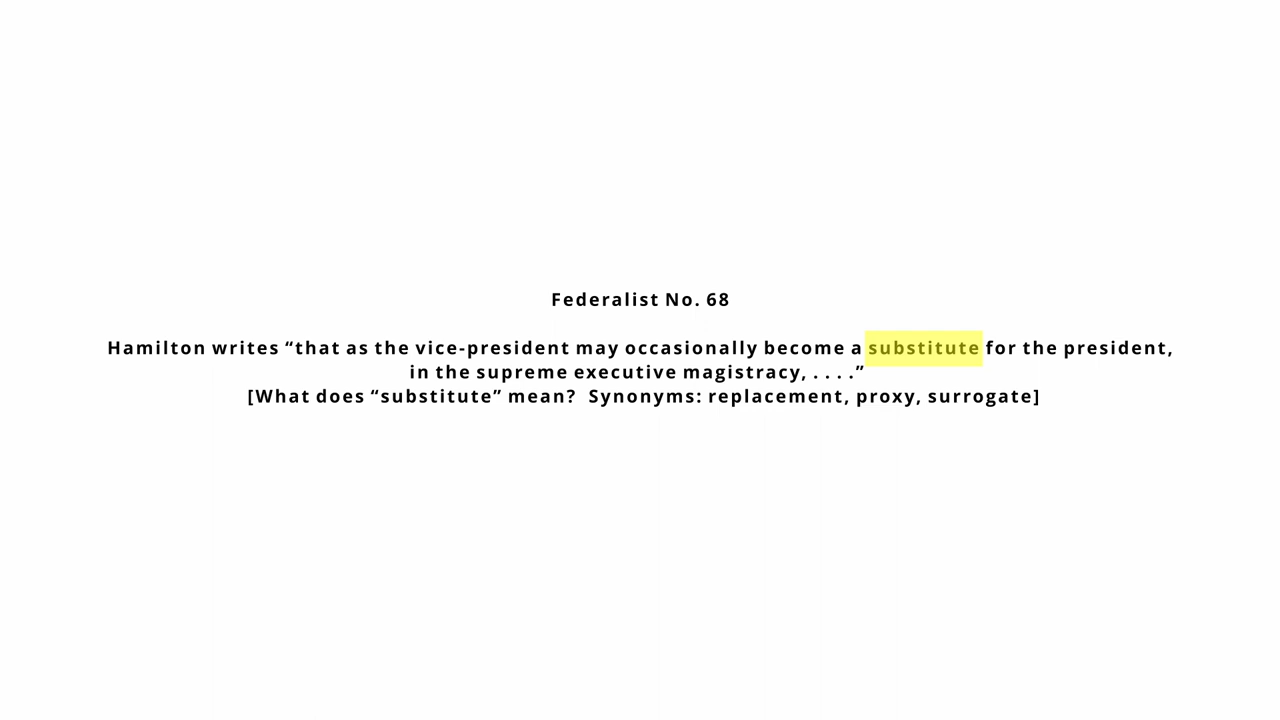 Federalist No. 68
Hamilton writes “that as the vice-president may occasionally become a substitute for the president,
in the supreme executive magistracy, . . . .”
[What does “substitute” mean?  Synonyms: replacement, proxy, surrogate]